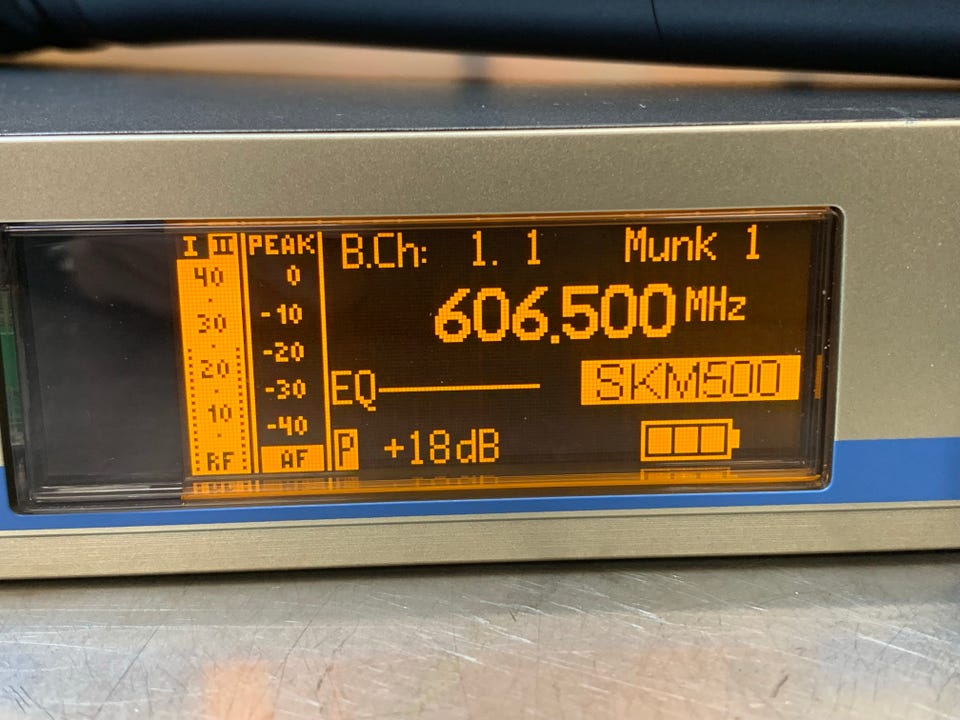 I II PEAK B.Ch: 1. 1 Munk 1
40 0
606.500 MHz
30 -10
20 -20
EQ SKM500
10 -30
-40
RF AF P +18dB